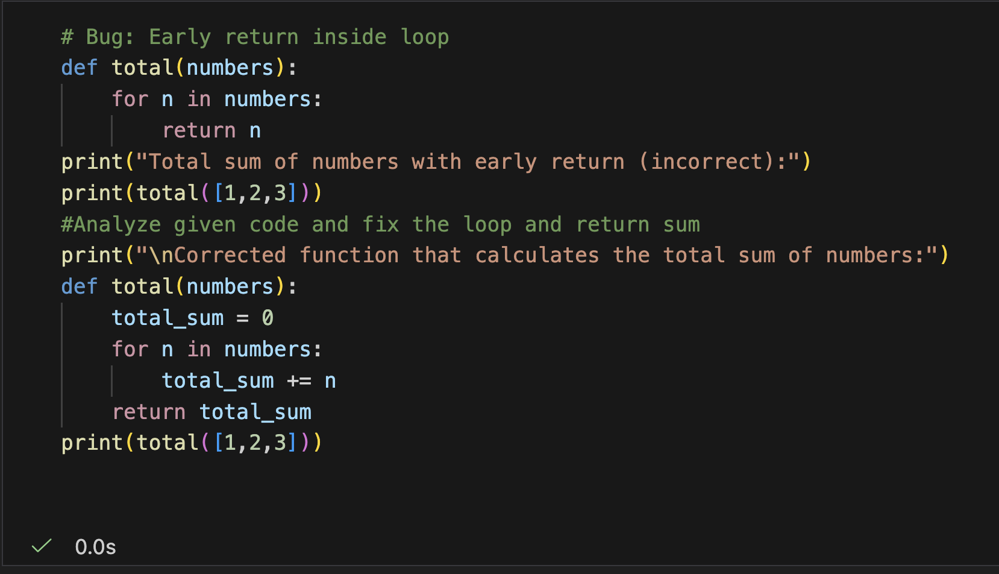 # Bug: Early return inside loop
def total(numbers):
    for n in numbers:
        return n
print("Total sum of numbers with early return (incorrect):")
print(total([1,2,3]))
#Analyze given code and fix the loop and return sum
print("\nCorrected function that calculates the total sum of numbers:")
def total(numbers):
    total_sum = 0
    for n in numbers:
        total_sum += n
    return total_sum
print(total([1,2,3]))
0.0s